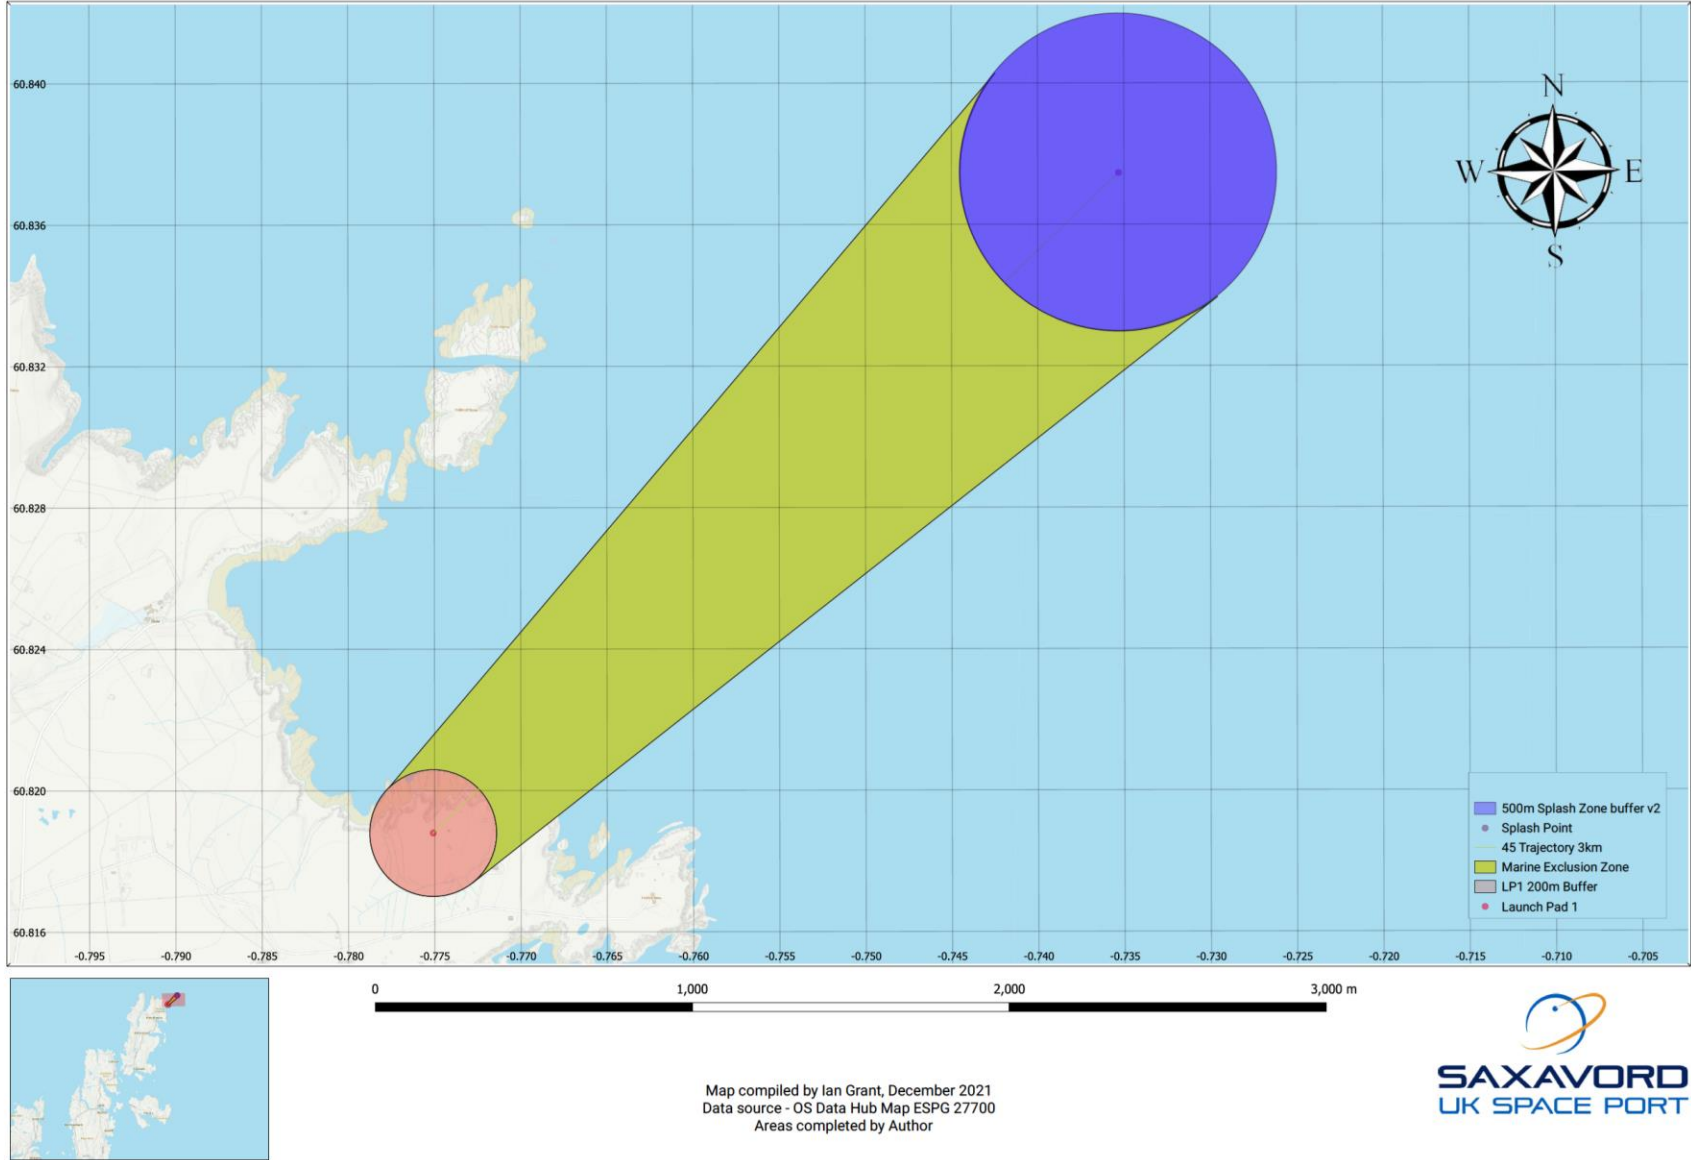 60.840
60.836
60.832
60.828
60.824
60.820
60.816
-0.795 -0.790 -0.785 -0.780 -0.775 -0.770 -0.765 -0.760 -0.755 -0.750 -0.745 -0.740 -0.735 -0.730 -0.725 -0.720 -0.715 -0.710 -0.705
N
W E
S
500m Splash Zone buffer v2
Splash Point
45 Trajectory 3km
Marine Exclusion Zone
LP1 200m Buffer
Launch Pad 1
0 1,000 2,000 3,000 m
Map compiled by Ian Grant, December 2021
Data source - OS Data Hub Map ESPG 27700
Areas completed by Author
SAXAVORD
UK SPACE PORT